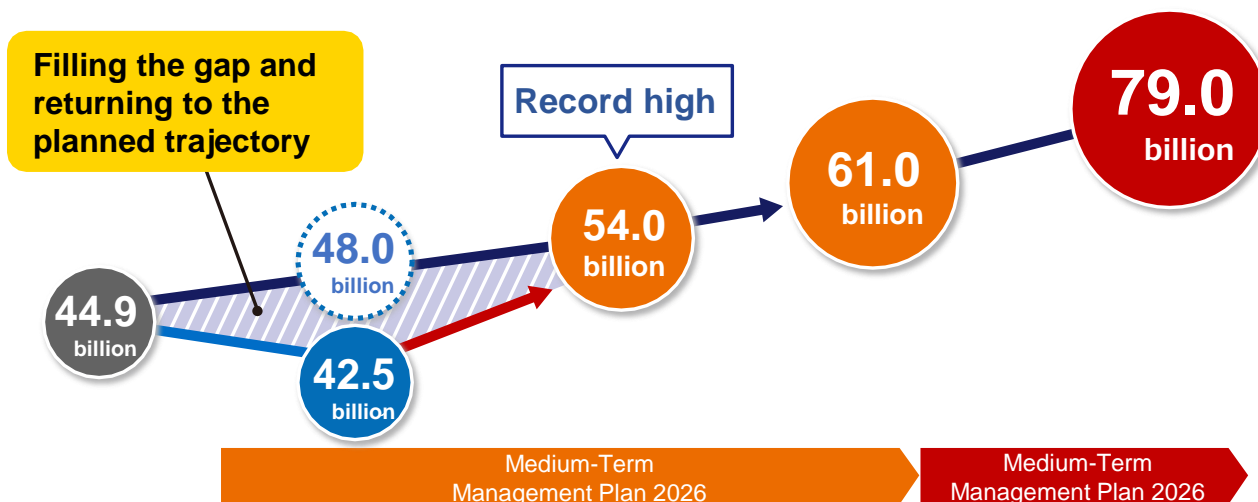 Filling the gap and
returning to the
planned trajectory
Record high
79.0
billion
61.0
billion
54.0
billion
48.0
billion
44.9
billion
42.5
billion
Medium-Term
Management Plan 2026
Medium-Term
Management Plan 2026